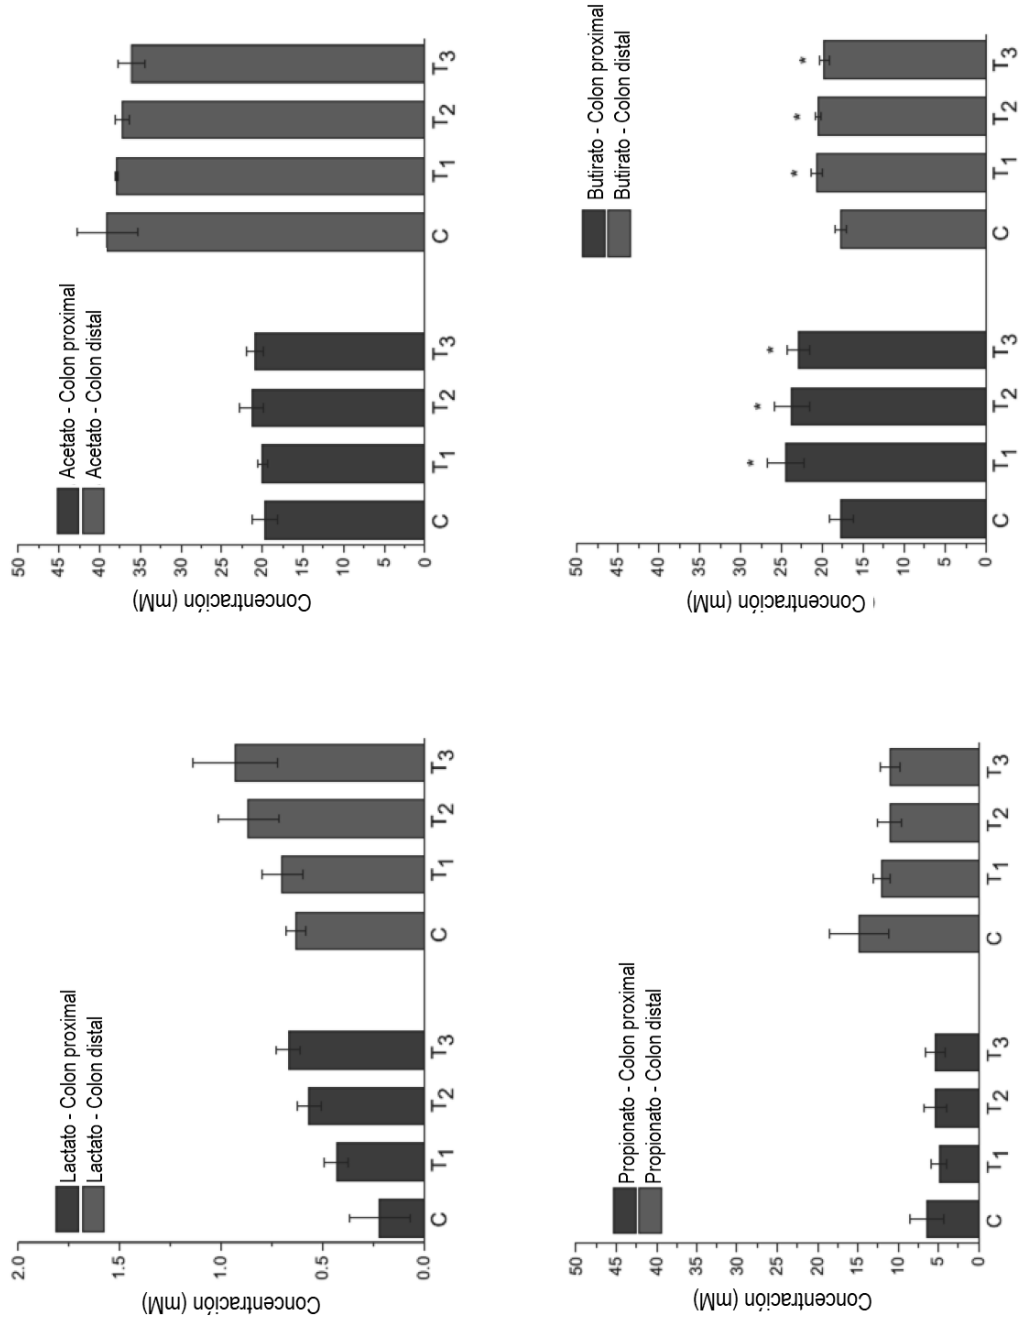 Lactato - Colon proximal
Lactato - Colon distal
Concentración (mM)
2.0
1.5
1.0
0.5
0.0
C T1 T2 T3 C T1 T2 T3
Acetato - Colon proximal
Acetato - Colon distal
Concentración (mM)
50
45
40
35
30
25
20
15
10
5
0
C T1 T2 T3 C T1 T2 T3
Propionato - Colon proximal
Propionato - Colon distal
Concentración (mM)
50
45
40
35
30
25
20
15
10
5
0
C T1 T2 T3 C T1 T2 T3
Butirato - Colon proximal
Butirato - Colon distal
Concentración (mM)
50
45
40
35
30
25
20
15
10
5
0
* * * * * *
C T1 T2 T3 C T1 T2 T3